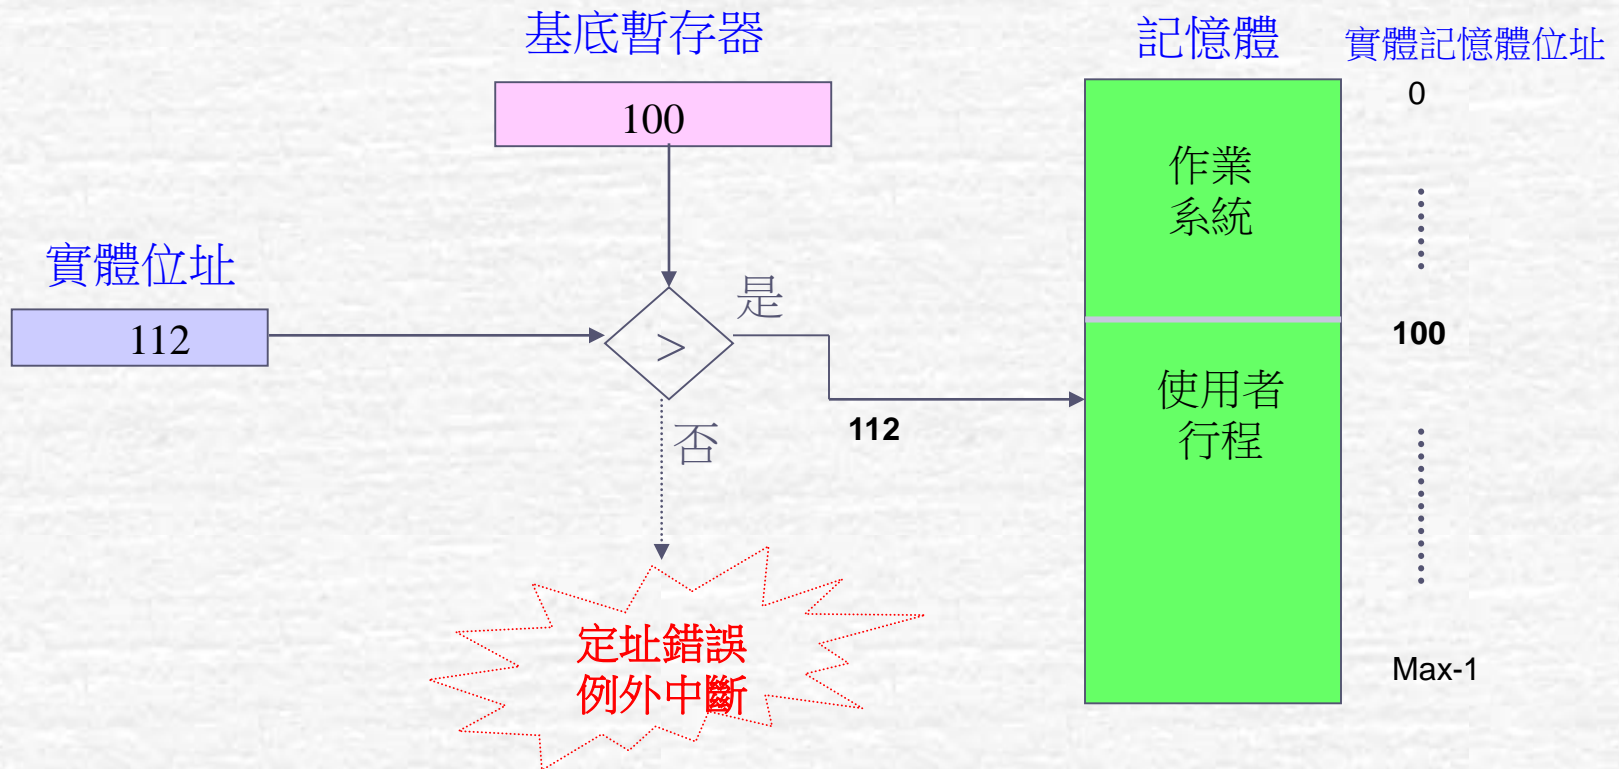 基底暫存器
記憶體
實體記憶體位址
100
0
作業
系統
實體位址
112
>
是
否
112
100
使用者
行程
定址錯誤
例外中斷
Max-1